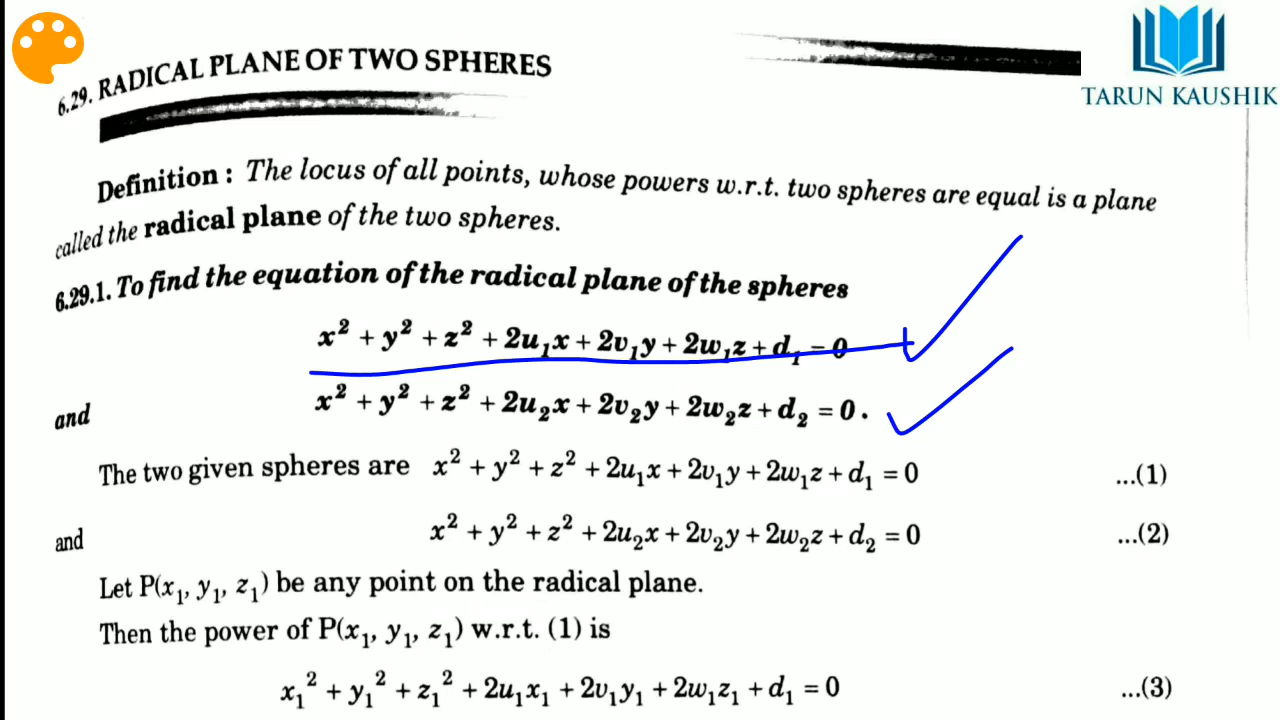 TARUN KAUSHIK
6.29. RADICAL PLANE OF TWO SPHERES
Definition : The locus of all points, whose powers w.r.t. two spheres are equal is a plane
called the radical plane of the two spheres.
6.29.1. To find the equation of the radical plane of the spheres
x² + y² + z² + 2u₁x + 2v₁y + 2w₁z + d₁ = 0
and x² + y² + z² + 2u₂x + 2v₂y + 2w₂z + d₂ = 0.
The two given spheres are x² + y² + z² + 2u₁x + 2v₁y + 2w₁z + d₁ = 0 ...(1)
and x² + y² + z² + 2u₂x + 2v₂y + 2w₂z + d₂ = 0 ...(2)
Let P(x₁, y₁, z₁) be any point on the radical plane.
Then the power of P(x₁, y₁, z₁) w.r.t. (1) is
x₁² + y₁² + z₁² + 2u₁x₁ + 2v₁y₁ + 2w₁z₁ + d₁ = 0 ...(3)